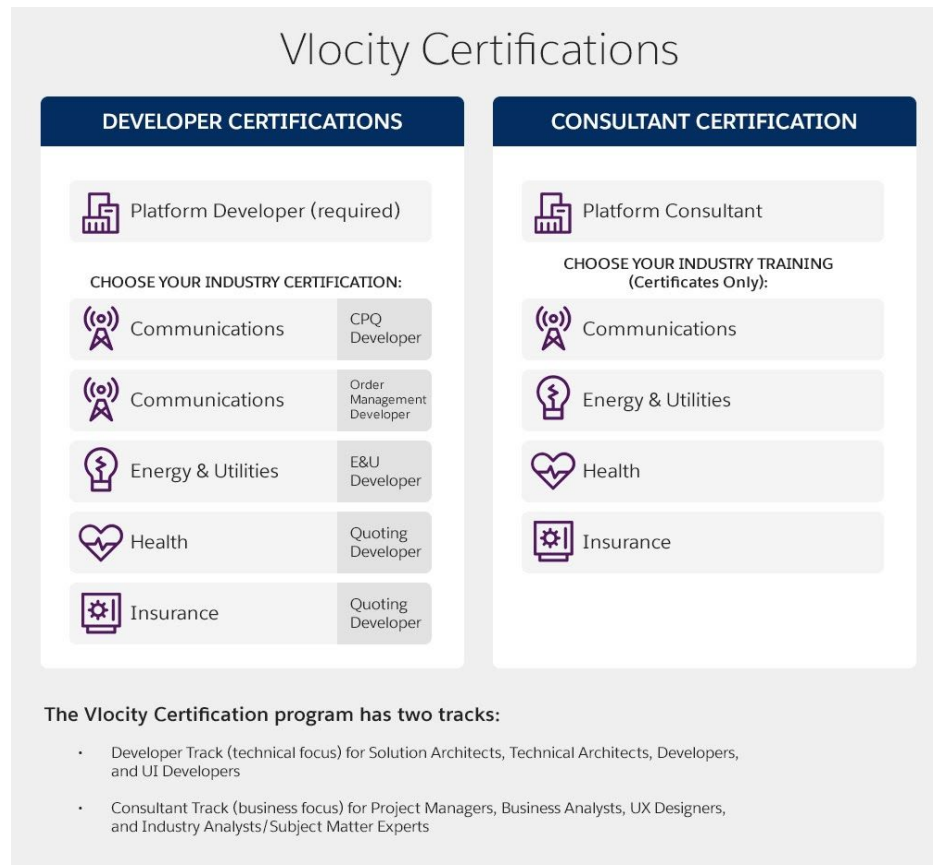 Vlocity Certifications
DEVELOPER CERTIFICATIONS
Platform Developer (required)
CHOOSE YOUR INDUSTRY CERTIFICATION:
Communications
CPQ
Developer
Communications
Order
Management
Developer
Energy & Utilities
E&U
Developer
Health
Quoting
Developer
Insurance
Quoting
Developer
CONSULTANT CERTIFICATION
Platform Consultant
CHOOSE YOUR INDUSTRY TRAINING
(Certificates Only):
Communications
Energy & Utilities
Health
Insurance
The Vlocity Certification program has two tracks:
• Developer Track (technical focus) for Solution Architects, Technical Architects, Developers,
and UI Developers
• Consultant Track (business focus) for Project Managers, Business Analysts, UX Designers,
and Industry Analysts/Subject Matter Experts